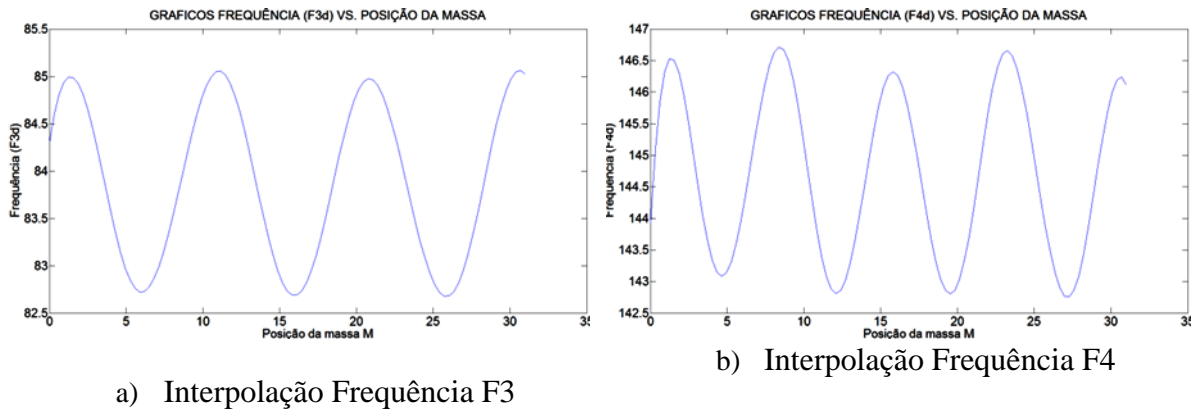 GRAFICOS FREQUÊNCIA (F3d) VS. POSIÇÃO DA MASSA
85.5
85
84.5
84
83.5
83
82.5
Frequência (F3d)
0 5 10 15 20 25 30 35
Posição da massa M
a) Interpolação Frequência F3
GRAFICOS FREQUÊNCIA (F4d) VS. POSIÇÃO DA MASSA
147
146.5
146
145.5
145
144.5
144
143.5
143
142.5
Frequência (F4d)
0 5 10 15 20 25 30 35
Posição da massa M
b) Interpolação Frequência F4